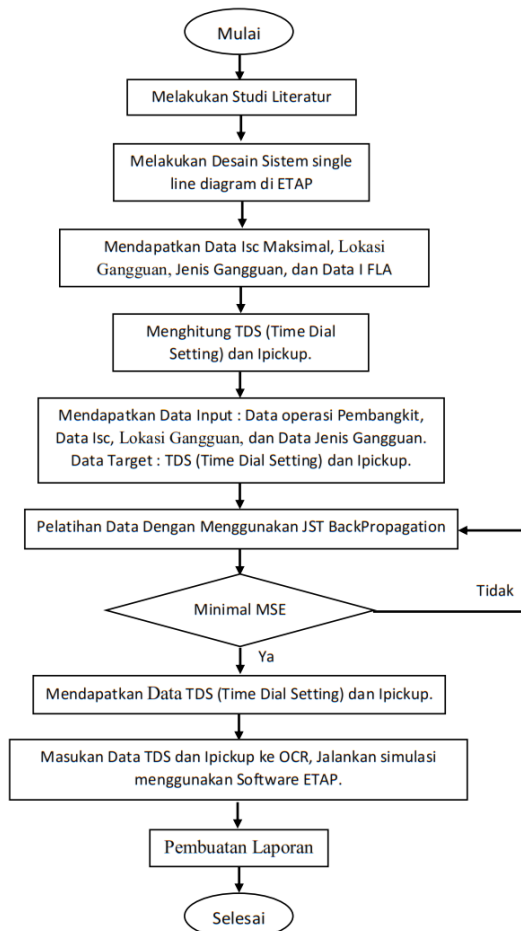 Mulai
Melakukan Studi Literatur
Melakukan Desain Sistem single
line diagram di ETAP
Mendapatkan Data Isc Maksimal, Lokasi
Gangguan, Jenis Gangguan, dan Data I FLA
Menghitung TDS (Time Dial
Setting) dan Ipickup.
Mendapatkan Data Input : Data operasi Pembangkit,
Data Isc, Lokasi Gangguan, dan Data Jenis Gangguan.
Data Target : TDS (Time Dial Setting) dan Ipickup.
Pelatihan Data Dengan Menggunakan JST BackPropagation
Minimal MSE
Tidak
Ya
Mendapatkan Data TDS (Time Dial Setting) dan Ipickup.
Masukan Data TDS dan Ipickup ke OCR, Jalankan simulasi
menggunakan Software ETAP.
Pembuatan Laporan
Selesai